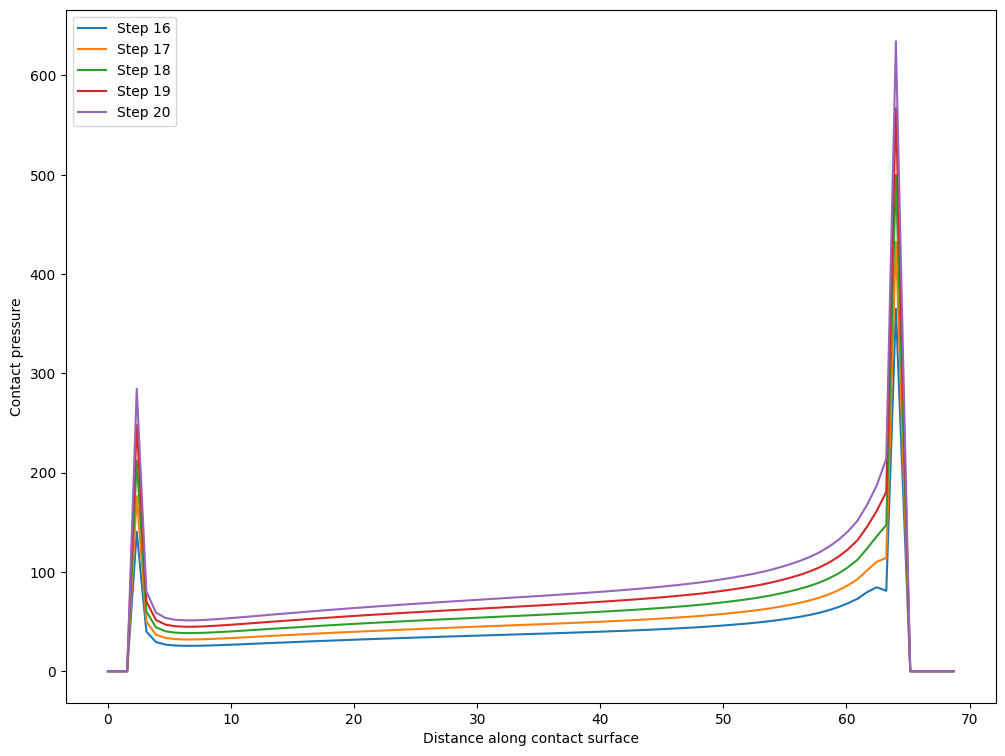 Step 16
Step 17
Step 18
Step 19
Step 20
600
500
400
300
200
100
0
Contact pressure
0 10 20 30 40 50 60 70
Distance along contact surface